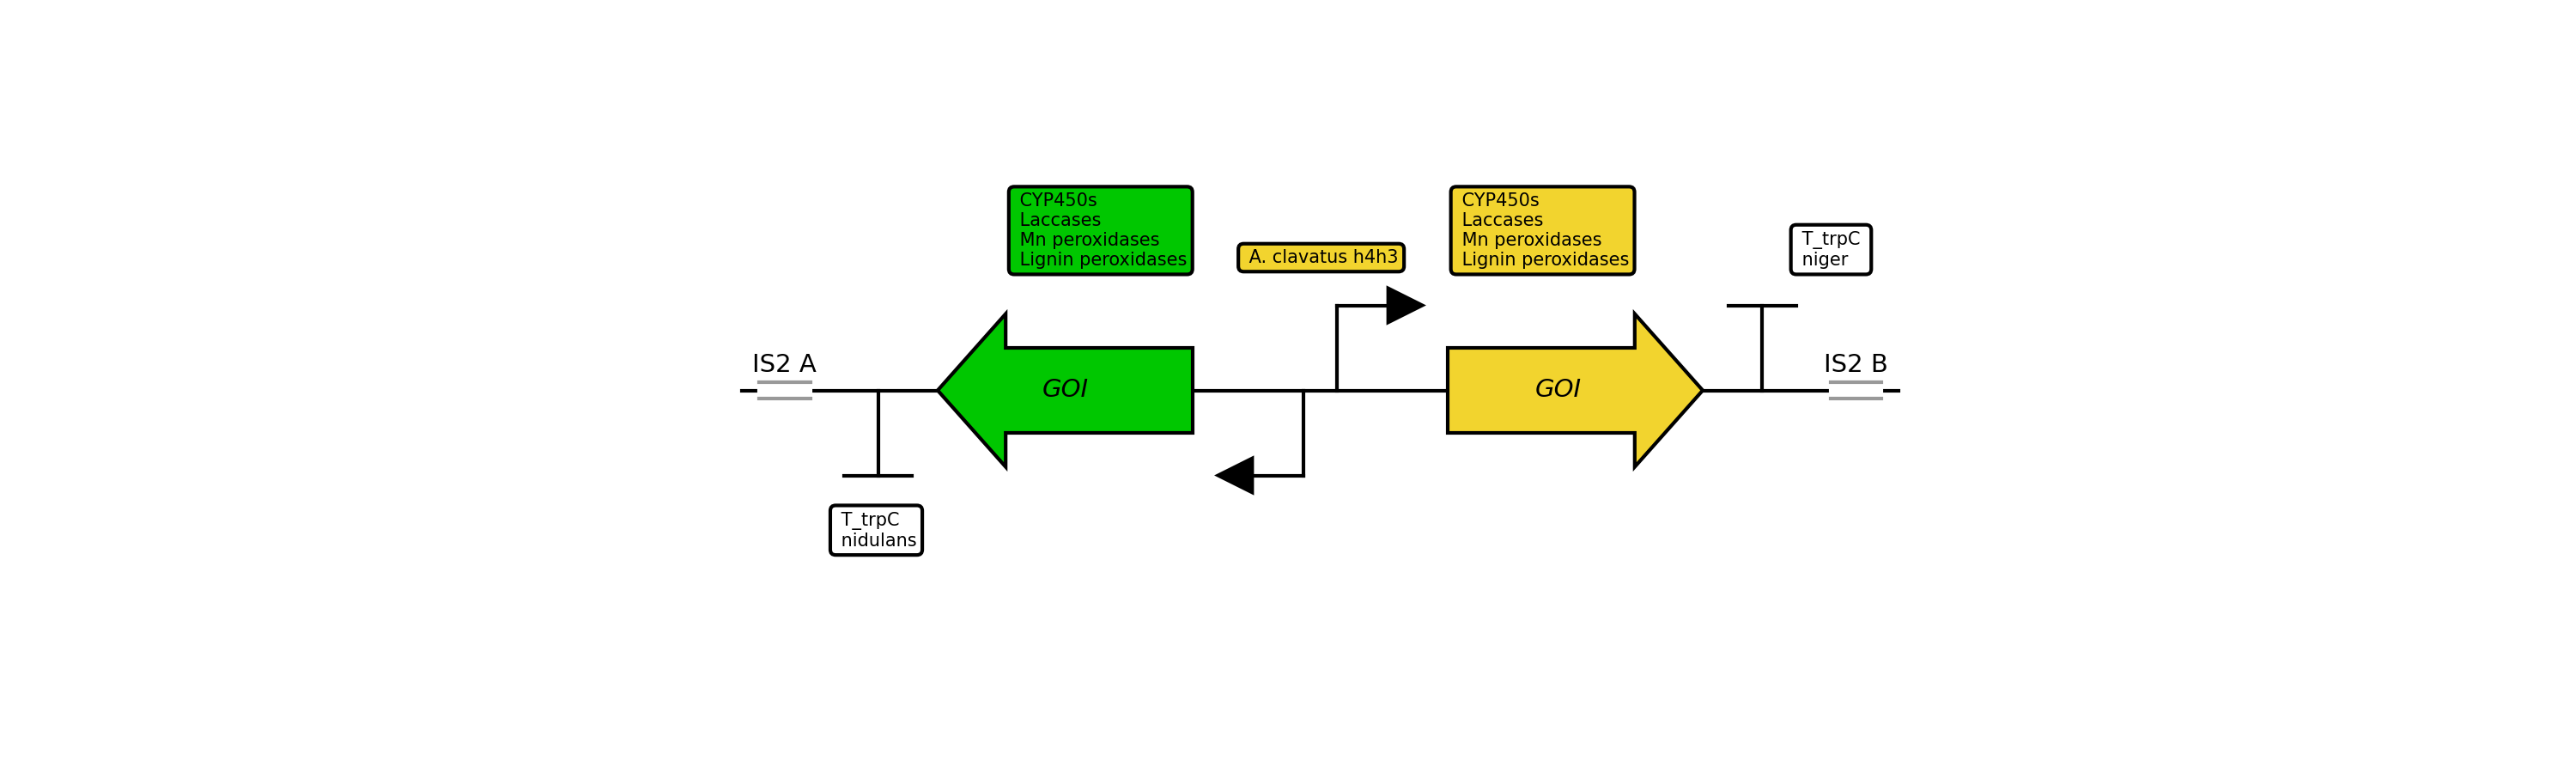 CYP450s
Laccases
Mn peroxidases
Lignin peroxidases
A. clavatus h4h3
CYP450s
Laccases
Mn peroxidases
Lignin peroxidases
T_trpC
niger
IS2 A
GOI
GOI
IS2 B
T_trpC
nidulans